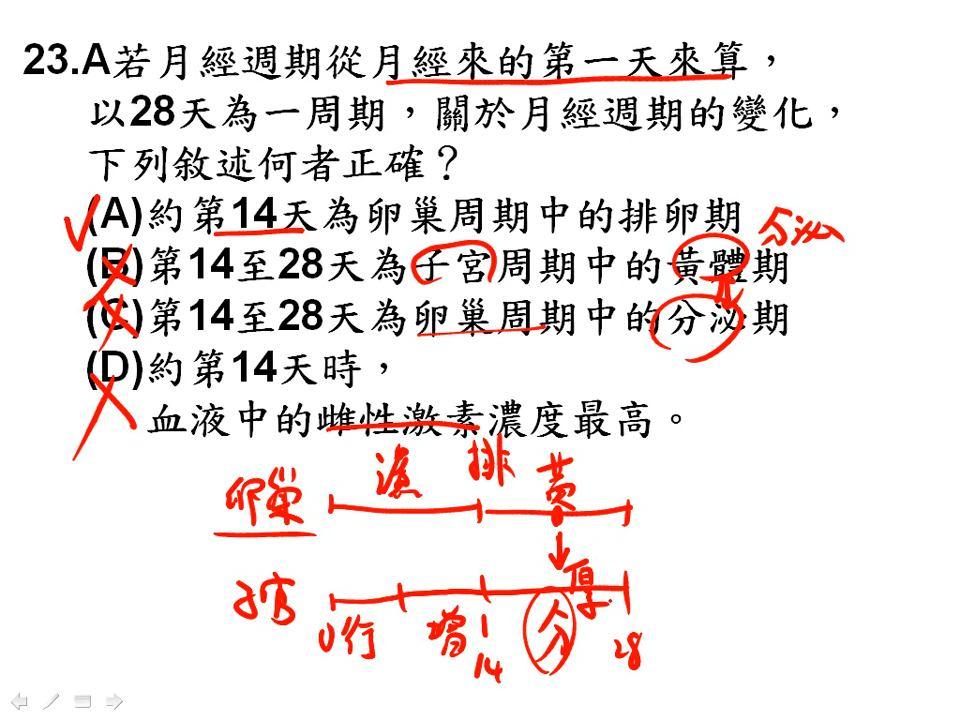 23.A若月經週期從月經來的第一天來算，
以28天為一周期，關於月經週期的變化，
下列敘述何者正確？
(A)約第14天為卵巢周期中的排卵期
分泌
(B)第14至28天為子宮周期中的黃體期
(C)第14至28天為卵巢周期中的分泌期
(D)約第14天時，
血液中的雌性激素濃度最高。
卵巢 濾 排 黃
子宮 厚
行 增 14 分 28